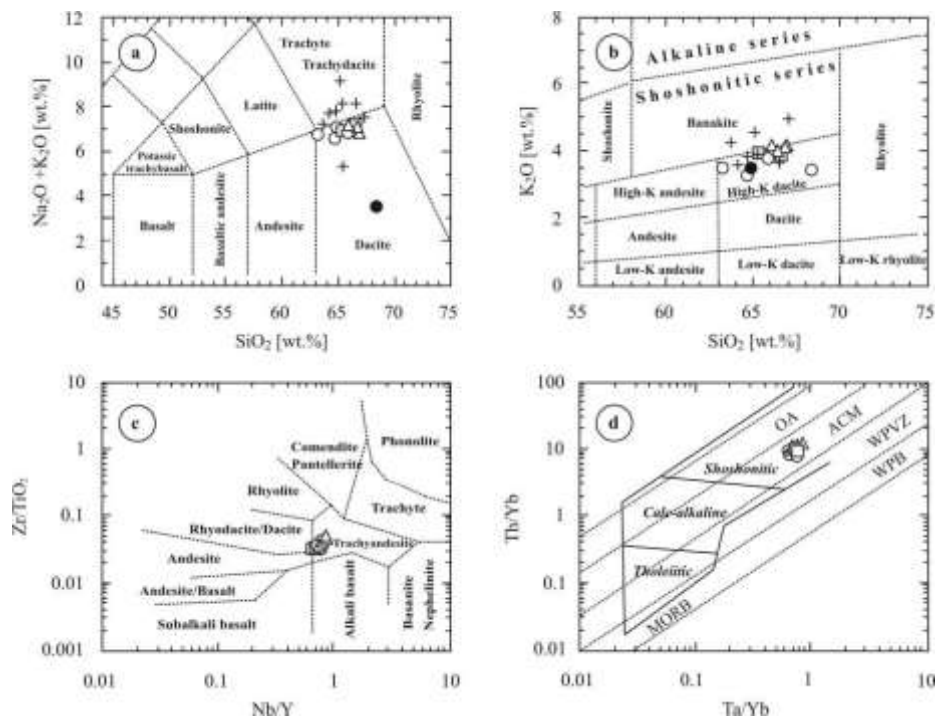 a
Na2O +K2O [wt.%]
12
10
8
6
4
2
0
Trachyte
Trachydacite
Rhyolite
Latite
Shoshonite
Potassic
trachybasalt
Basalt
Basaltic andesite
Andesite
Dacite
45 50 55 60 65 70 75
SiO2 [wt.%]
b
K2O [wt.%]
8
6
4
2
0
Alkaline series
Shoshonitic series
Shoshonite
Banakite
Rhyolite
High-K andesite
High-K dacite
Andesite
Dacite
Low-K andesite
Low-K dacite
Low-K rhyolite
55 60 65 70 75
SiO2 [wt.%]
c
Zr/TiO2
10
1
0.1
0.01
0.001
Comendite
Pantellerite
Phonolite
Rhyolite
Trachyte
Rhyodacite/Dacite
Trachyandesite
Andesite
Andesite/Basalt
Subalkali basalt
Alkali basalt
Basanite
Nephelinite
0.01 0.1 1 10
Nb/Y
d
Th/Yb
100
10
1
0.1
0.01
OA
ACM
WPVZ
WPB
Shoshonitic
Calc-alkaline
Tholeiitic
MORB
0.01 0.1 1 10
Ta/Yb